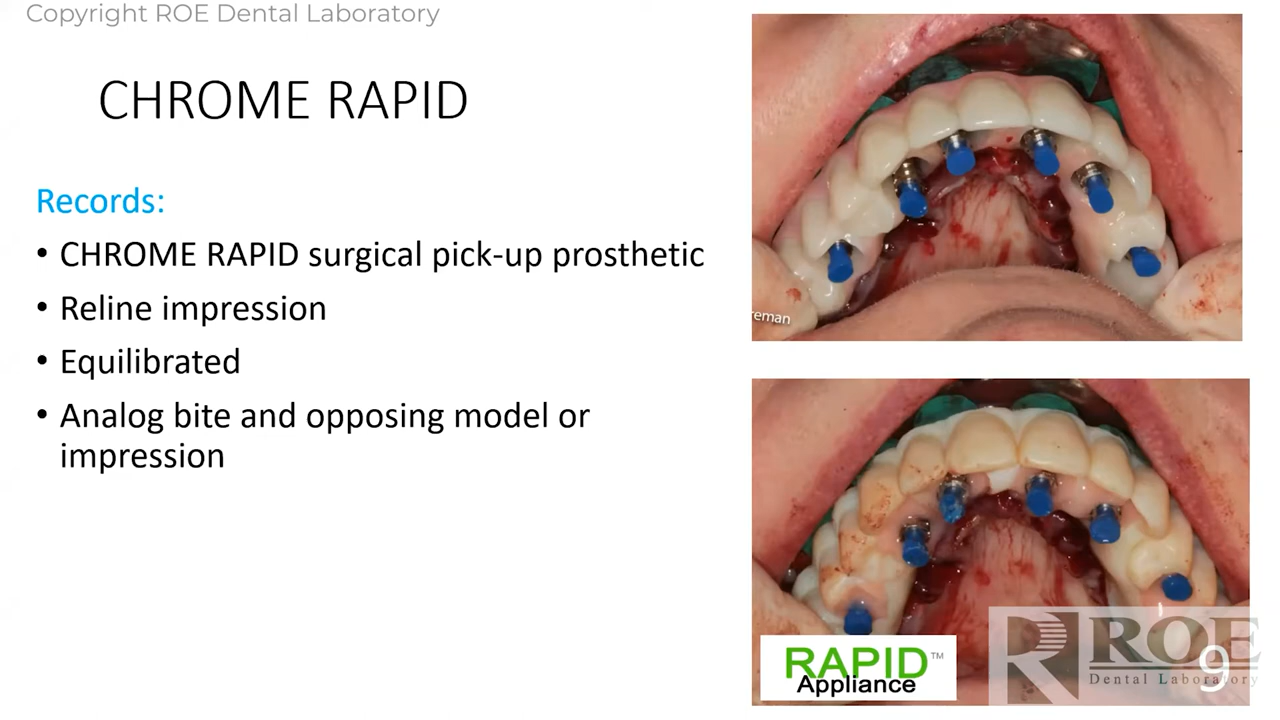 Copyright ROE Dental Laboratory
CHROME RAPID
Records:
• CHROME RAPID surgical pick-up prosthetic
• Reline impression
• Equilibrated
• Analog bite and opposing model or
impression
reman
RAPID™
Appliance
ROE
Dental Laboratory
9